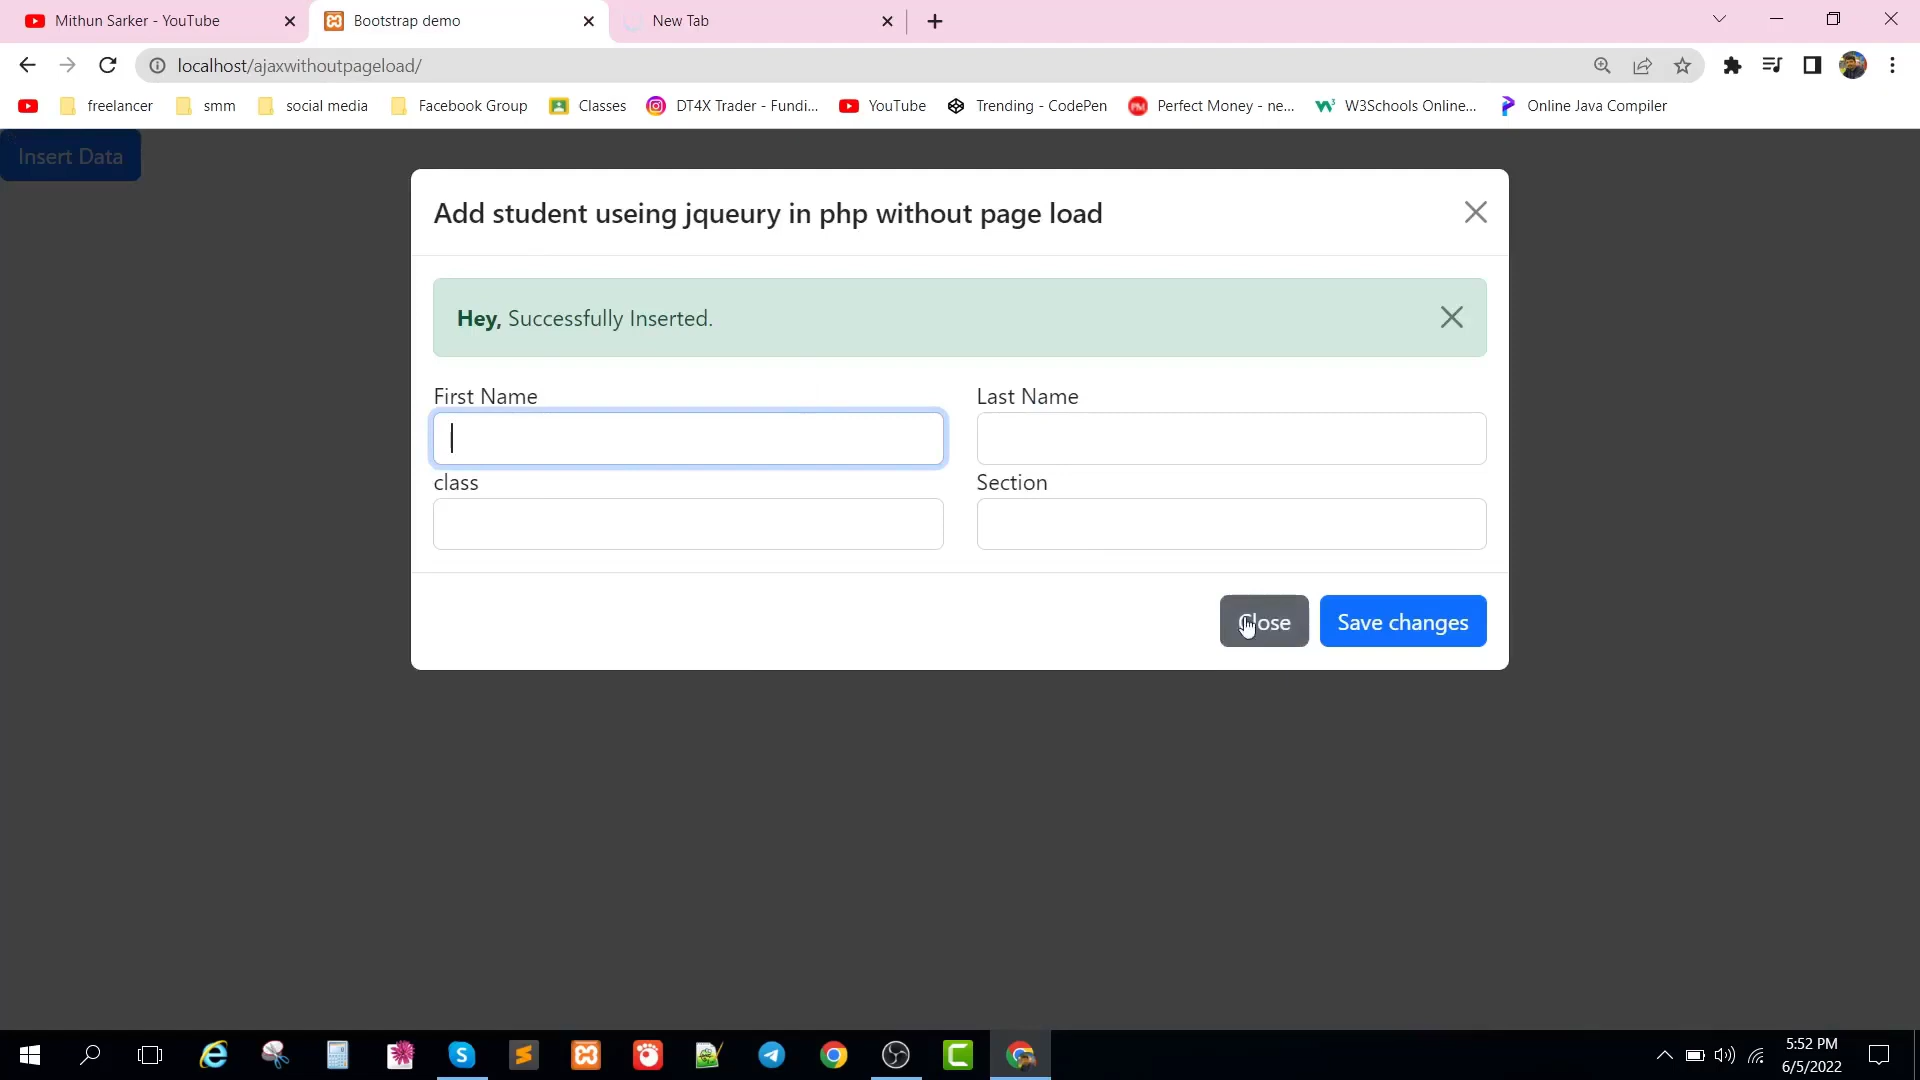 Mithun Sarker - YouTube
Bootstrap demo
New Tab
localhost/ajaxwithoutpageload/
freelancer
smm
social media
Facebook Group
Classes
DT4X Trader - Fundi...
YouTube
Trending - CodePen
PM
Perfect Money - ne...
W3Schools Online...
Online Java Compiler
Insert Data
Add student useing jqueury in php without page load
Hey, Successfully Inserted.
First Name
Last Name
class
Section
Close
Save changes
5:52 PM
6/5/2022